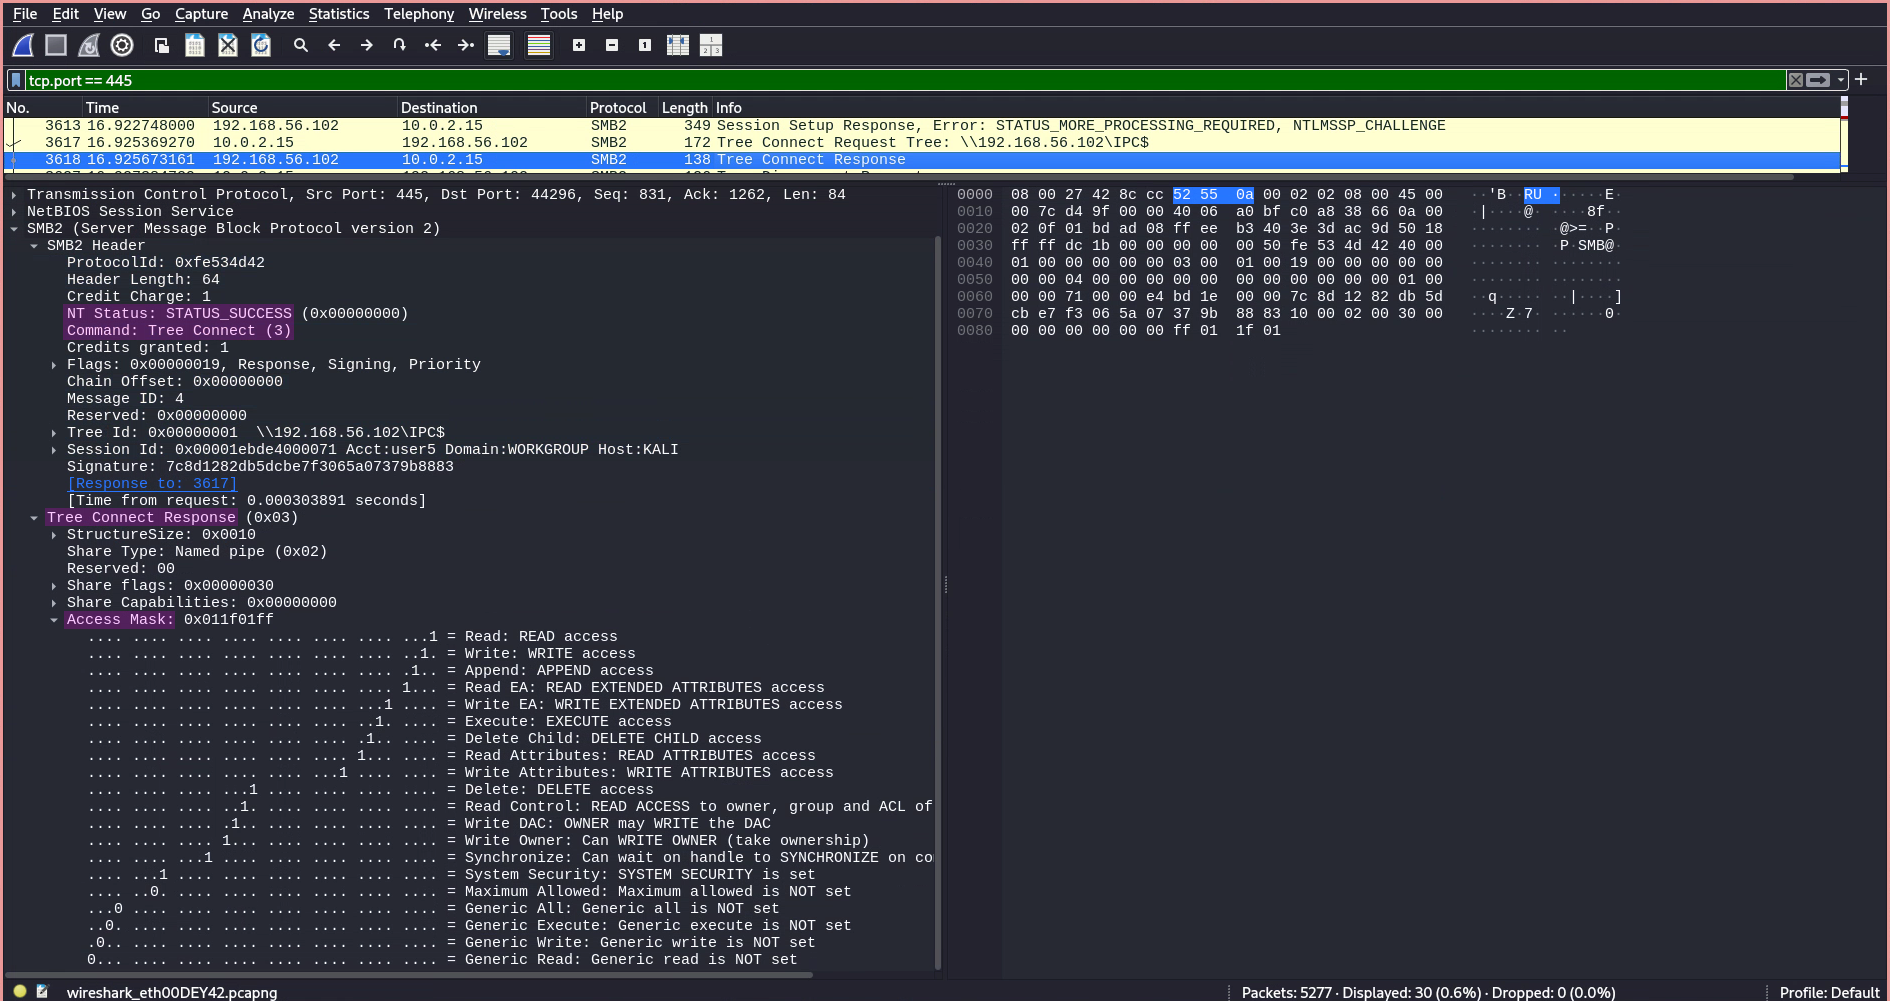 File Edit View Go Capture Analyze Statistics Telephony Wireless Tools Help
tcp.port == 445
No. Time Source Destination Protocol Length Info
3613 16.922748000 192.168.56.102 10.0.2.15 SMB2 349 Session Setup Response, Error: STATUS_MORE_PROCESSING_REQUIRED, NTLMSSP_CHALLENGE
3617 16.925369270 10.0.2.15 192.168.56.102 SMB2 172 Tree Connect Request Tree: \\192.168.56.102\IPC$
3618 16.925673161 192.168.56.102 10.0.2.15 SMB2 138 Tree Connect Response
Transmission Control Protocol, Src Port: 445, Dst Port: 44296, Seq: 831, Ack: 1262, Len: 84
NetBIOS Session Service
SMB2 (Server Message Block Protocol version 2)
SMB2 Header
ProtocolId: 0xfe534d42
Header Length: 64
Credit Charge: 1
NT Status: STATUS_SUCCESS (0x00000000)
Command: Tree Connect (3)
Credits granted: 1
Flags: 0x00000019, Response, Signing, Priority
Chain Offset: 0x00000000
Message ID: 4
Reserved: 0x00000000
Tree Id: 0x00000001  \\192.168.56.102\IPC$
Session Id: 0x00001ebde4000071 Acct:user5 Domain:WORKGROUP Host:KALI
Signature: 7c8d1282db5dcbe7f3065a07379b8883
[Response to: 3617]
[Time from request: 0.000303891 seconds]
Tree Connect Response (0x03)
StructureSize: 0x0010
Share Type: Named pipe (0x02)
Reserved: 00
Share flags: 0x00000030
Share Capabilities: 0x00000000
Access Mask: 0x011f01ff
.... .... .... .... .... .... .... ...1 = Read: READ access
.... .... .... .... .... .... .... ..1. = Write: WRITE access
.... .... .... .... .... .... .... .1.. = Append: APPEND access
.... .... .... .... .... .... .... 1... = Read EA: READ EXTENDED ATTRIBUTES access
.... .... .... .... .... .... ...1 .... = Write EA: WRITE EXTENDED ATTRIBUTES access
.... .... .... .... .... .... ..1. .... = Execute: EXECUTE access
.... .... .... .... .... .... .1.. .... = Delete Child: DELETE CHILD access
.... .... .... .... .... .... 1... .... = Read Attributes: READ ATTRIBUTES access
.... .... .... .... .... ...1 .... .... = Write Attributes: WRITE ATTRIBUTES access
.... .... .... ...1 .... .... .... .... = Delete: DELETE access
.... .... .... ..1. .... .... .... .... = Read Control: READ ACCESS to owner, group and ACL of
.... .... .... .1.. .... .... .... .... = Write DAC: OWNER may WRITE the DAC
.... .... .... 1... .... .... .... .... = Write Owner: Can WRITE OWNER (take ownership)
.... .... ...1 .... .... .... .... .... = Synchronize: Can wait on handle to SYNCHRONIZE on co
.... ...1 .... .... .... .... .... .... = System Security: SYSTEM SECURITY is set
.... ..0. .... .... .... .... .... .... = Maximum Allowed: Maximum allowed is NOT set
...0 .... .... .... .... .... .... .... = Generic All: Generic all is NOT set
..0. .... .... .... .... .... .... .... = Generic Execute: Generic execute is NOT set
.0.. .... .... .... .... .... .... .... = Generic Write: Generic write is NOT set
0... .... .... .... .... .... .... .... = Generic Read: Generic read is NOT set
0000 08 00 27 42 8c cc 52 55 0a 00 02 02 08 00 45 00 ··'B··RU ·····E·
0010 00 7c d4 9f 00 00 40 06 a0 bf c0 a8 38 66 0a 00 ·|····@· ····8f··
0020 02 0f 01 bd ad 08 ff ee b3 40 3e 3d ac 9d 50 18 ········ ·@>=··P·
0030 ff ff dc 1b 00 00 00 00 00 50 fe 53 4d 42 40 00 ········ ·P·SMB@·
0040 01 00 00 00 00 00 03 00 01 00 19 00 00 00 00 00 ········ ········
0050 00 00 04 00 00 00 00 00 00 00 00 00 00 00 01 00 ········ ········
0060 00 00 71 00 00 e4 bd 1e 00 00 7c 8d 12 82 db 5d ··q····· ··|····]
0070 cb e7 f3 06 5a 07 37 9b 88 83 10 00 02 00 30 00 ····Z·7· ······0·
0080 00 00 00 00 00 00 ff 01 1f 01 ········ ··
wireshark_eth00DEY42.pcapng
Packets: 5277 · Displayed: 30 (0.6%) · Dropped: 0 (0.0%)
Profile: Default